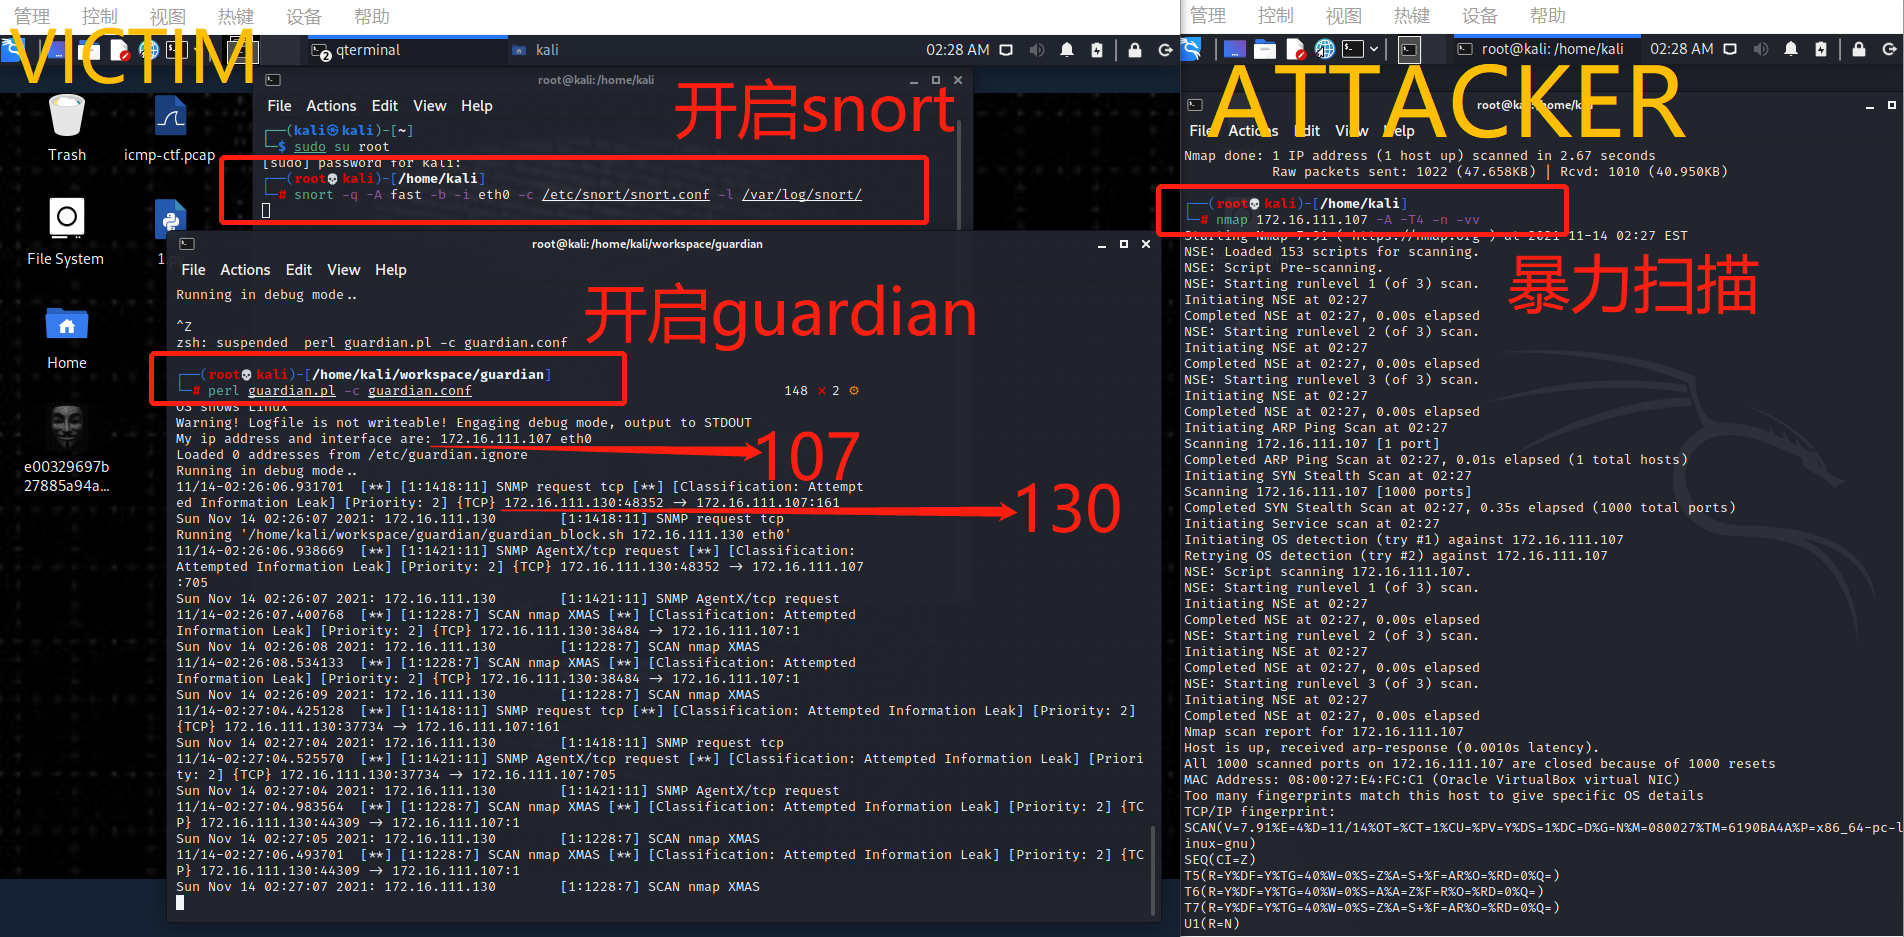 管理 控制 视图 热键 设备 帮助
VICTIM
qterminal
kali
02:28 AM
Trash
icmp-ctf.pcap
File System
Home
e00329697b
27885a94a...
root@kali:/home/kali
File Actions Edit View Help
开启snort
┌──(kali㉿kali)-[~]
└─$ sudo su root
[sudo] password for kali:
┌──(root💀kali)-[/home/kali]
└─# snort -q -A fast -b -i eth0 -c /etc/snort/snort.conf -l /var/log/snort/
root@kali:/home/kali/workspace/guardian
File Actions Edit View Help
Running in debug mode..
开启guardian
^Z
zsh: suspended  perl guardian.pl -c guardian.conf
┌──(root💀kali)-[/home/kali/workspace/guardian]
└─# perl guardian.pl -c guardian.conf 148 ⨯ 2 ⚙
OS shows Linux
Warning! Logfile is not writeable! Engaging debug mode, output to STDOUT
My ip address and interface are: 172.16.111.107 eth0
107
Loaded 0 addresses from /etc/guardian.ignore
Running in debug mode..
11/14-02:26:06.931701  [**] [1:1418:11] SNMP request tcp [**] [Classification: Attempt
ed Information Leak] [Priority: 2] {TCP} 172.16.111.130:48352 → 172.16.111.107:161
130
Sun Nov 14 02:26:07 2021: 172.16.111.130        [1:1418:11] SNMP request tcp
Running '/home/kali/workspace/guardian/guardian_block.sh 172.16.111.130 eth0'
11/14-02:26:06.938669  [**] [1:1421:11] SNMP AgentX/tcp request [**] [Classification:
Attempted Information Leak] [Priority: 2] {TCP} 172.16.111.130:48352 → 172.16.111.107
:705
Sun Nov 14 02:26:07 2021: 172.16.111.130        [1:1421:11] SNMP AgentX/tcp request
11/14-02:26:07.400768  [**] [1:1228:7] SCAN nmap XMAS [**] [Classification: Attempted
Information Leak] [Priority: 2] {TCP} 172.16.111.130:38484 → 172.16.111.107:1
Sun Nov 14 02:26:08 2021: 172.16.111.130        [1:1228:7] SCAN nmap XMAS
11/14-02:26:08.534133  [**] [1:1228:7] SCAN nmap XMAS [**] [Classification: Attempted
Information Leak] [Priority: 2] {TCP} 172.16.111.130:38484 → 172.16.111.107:1
Sun Nov 14 02:26:09 2021: 172.16.111.130        [1:1228:7] SCAN nmap XMAS
11/14-02:27:04.425128  [**] [1:1418:11] SNMP request tcp [**] [Classification: Attempted Information Leak] [Priority: 2]
{TCP} 172.16.111.130:37734 → 172.16.111.107:161
Sun Nov 14 02:27:04 2021: 172.16.111.130        [1:1418:11] SNMP request tcp
11/14-02:27:04.525570  [**] [1:1421:11] SNMP AgentX/tcp request [**] [Classification: Attempted Information Leak] [Priori
ty: 2] {TCP} 172.16.111.130:37734 → 172.16.111.107:705
Sun Nov 14 02:27:04 2021: 172.16.111.130        [1:1421:11] SNMP AgentX/tcp request
11/14-02:27:04.983564  [**] [1:1228:7] SCAN nmap XMAS [**] [Classification: Attempted Information Leak] [Priority: 2] {TC
P} 172.16.111.130:44309 → 172.16.111.107:1
Sun Nov 14 02:27:05 2021: 172.16.111.130        [1:1228:7] SCAN nmap XMAS
11/14-02:27:06.493701  [**] [1:1228:7] SCAN nmap XMAS [**] [Classification: Attempted Information Leak] [Priority: 2] {TC
P} 172.16.111.130:44309 → 172.16.111.107:1
Sun Nov 14 02:27:07 2021: 172.16.111.130        [1:1228:7] SCAN nmap XMAS
管理 控制 视图 热键 设备 帮助
root@kali: /home/kali
02:28 AM
ATTACKER
root@kali:/home/kali
File Actions Edit View Help
Nmap done: 1 IP address (1 host up) scanned in 2.67 seconds
Raw packets sent: 1022 (47.658KB) | Rcvd: 1010 (40.950KB)
┌──(root💀kali)-[/home/kali]
└─# nmap 172.16.111.107 -A -T4 -n -vv
Starting Nmap 7.91 ( https://nmap.org ) at 2021-11-14 02:27 EST
NSE: Loaded 153 scripts for scanning.
NSE: Script Pre-scanning.
暴力扫描
NSE: Starting runlevel 1 (of 3) scan.
Initiating NSE at 02:27
Completed NSE at 02:27, 0.00s elapsed
NSE: Starting runlevel 2 (of 3) scan.
Initiating NSE at 02:27
Completed NSE at 02:27, 0.00s elapsed
NSE: Starting runlevel 3 (of 3) scan.
Initiating NSE at 02:27
Completed NSE at 02:27, 0.00s elapsed
Initiating ARP Ping Scan at 02:27
Scanning 172.16.111.107 [1 port]
Completed ARP Ping Scan at 02:27, 0.01s elapsed (1 total hosts)
Initiating SYN Stealth Scan at 02:27
Scanning 172.16.111.107 [1000 ports]
Completed SYN Stealth Scan at 02:27, 0.35s elapsed (1000 total ports)
Initiating Service scan at 02:27
Initiating OS detection (try #1) against 172.16.111.107
Retrying OS detection (try #2) against 172.16.111.107
NSE: Script scanning 172.16.111.107.
NSE: Starting runlevel 1 (of 3) scan.
Initiating NSE at 02:27
Completed NSE at 02:27, 0.00s elapsed
NSE: Starting runlevel 2 (of 3) scan.
Initiating NSE at 02:27
Completed NSE at 02:27, 0.00s elapsed
NSE: Starting runlevel 3 (of 3) scan.
Initiating NSE at 02:27
Completed NSE at 02:27, 0.00s elapsed
Nmap scan report for 172.16.111.107
Host is up, received arp-response (0.0010s latency).
All 1000 scanned ports on 172.16.111.107 are closed because of 1000 resets
MAC Address: 08:00:27:E4:FC:C1 (Oracle VirtualBox virtual NIC)
Too many fingerprints match this host to give specific OS details
TCP/IP fingerprint:
SCAN(V=7.91%E=4%D=11/14%OT=%CT=1%CU=%PV=Y%DS=1%DC=D%G=N%M=080027%TM=6190BA4A%P=x86_64-pc-l
inux-gnu)
SEQ(CI=Z)
T5(R=Y%DF=Y%TG=40%W=0%S=Z%A=S+%F=AR%O=%RD=0%Q=)
T6(R=Y%DF=Y%TG=40%W=0%S=A%A=Z%F=R%O=%RD=0%Q=)
T7(R=Y%DF=Y%TG=40%W=0%S=Z%A=S+%F=AR%O=%RD=0%Q=)
U1(R=N)